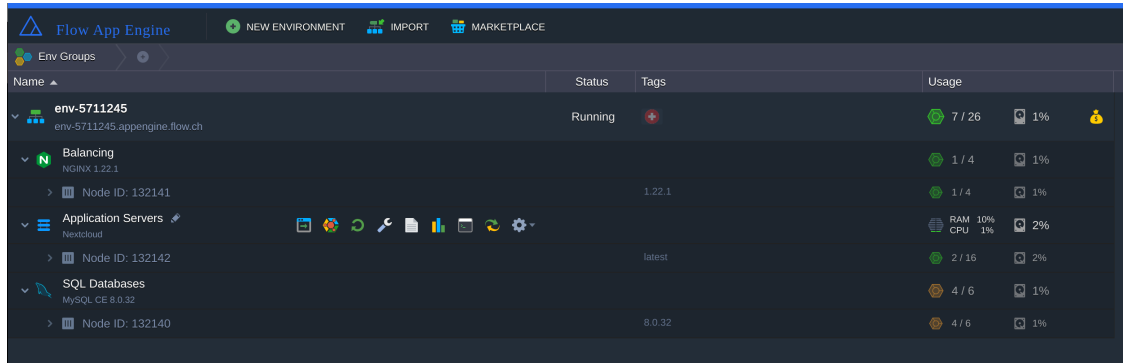 Flow App Engine NEW ENVIRONMENT IMPORT MARKETPLACE
Env Groups
Name Status Tags Usage
env-5711245
env-5711245.appengine.flow.ch Running 7 / 26 1%
Balancing
NGINX 1.22.1 1 / 4 1%
Node ID: 132141 1.22.1 1 / 4 1%
Application Servers RAM 10%
Nextcloud CPU 1% 2%
Node ID: 132142 latest 2 / 16 2%
SQL Databases
MySQL CE 8.0.32 4 / 6 1%
Node ID: 132140 8.0.32 4 / 6 1%